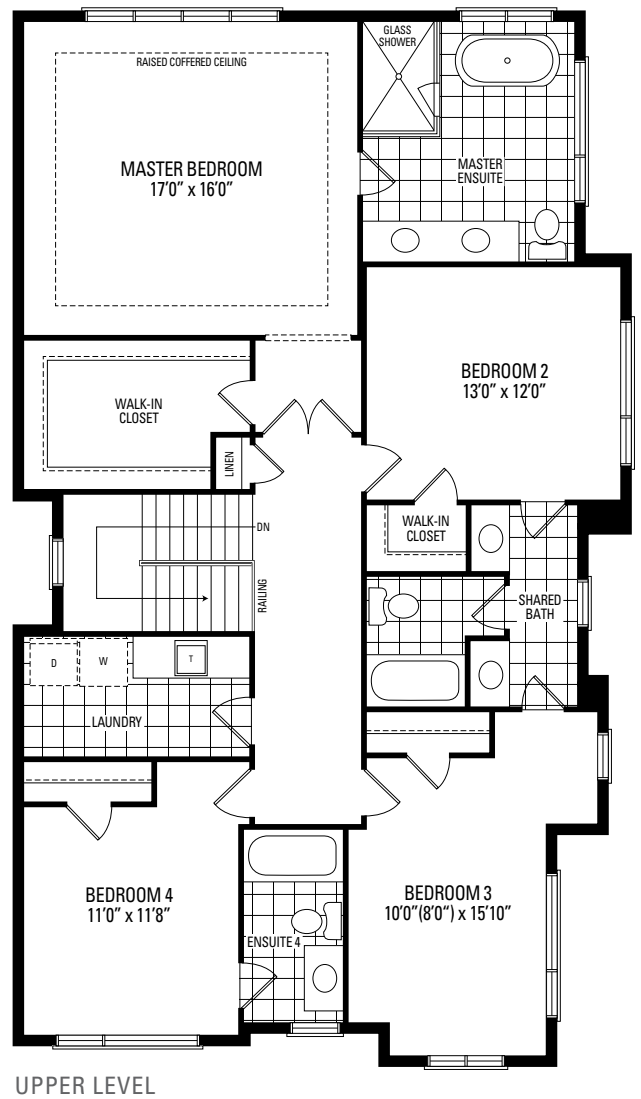 GLASS
SHOWER
RAISED COFFERED CEILING
MASTER BEDROOM
17'0" x 16'0"
MASTER
ENSUITE
BEDROOM 2
13'0" x 12'0"
WALK-IN
CLOSET
LINEN
WALK-IN
CLOSET
DN
RAILING
SHARED
BATH
D
W
T
LAUNDRY
BEDROOM 4
11'0" x 11'8"
BEDROOM 3
10'0"(8'0") x 15'10"
ENSUITE 4
UPPER LEVEL